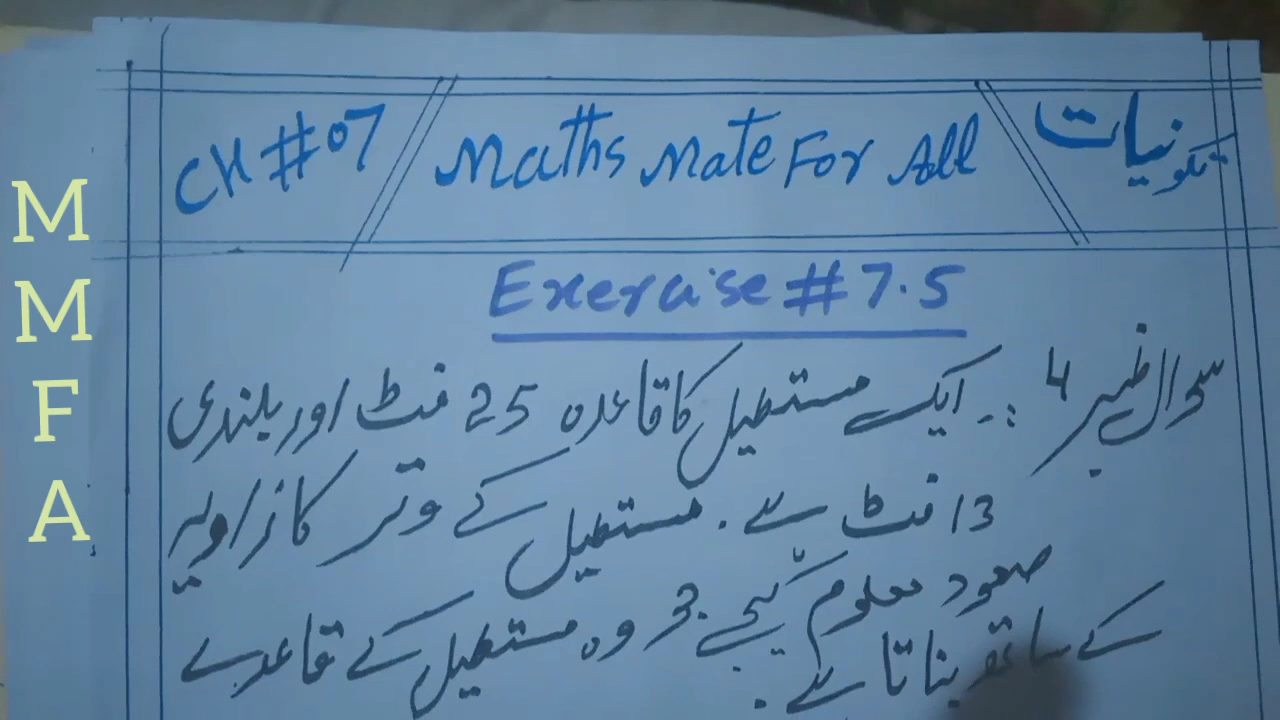 CH #07
Maths Mate For All
تکونیات
Exercise # 7.5
سوال نمبر 4 :۔ ایک مستطیل کا قاعدہ 25 فٹ اور بلندی
13 فٹ ہے۔ مستطیل کے وتر کا زاویہ
صعود معلوم کیجیے جو وہ مستطیل کے قاعدے
کے ساتھ بناتا ہے۔
M
M
F
A